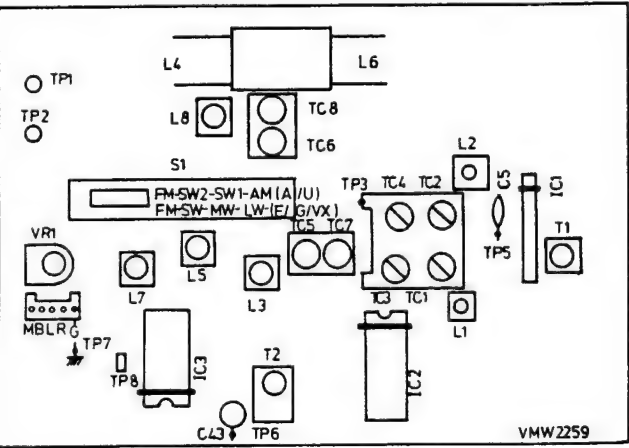 L4
L6
TP1
TP2
L8
TC8
TC6
S1
FM-SW2-SW1-AM(A/U)
FM-SW-MW-LW-(E/G/VX)
TP3
TC4
TC2
L2
C5
IC1
TP5
T1
VR1
L7
L5
L3
TC5
TC7
TC3
TC1
L1
MBLRG
TP7
TP8
IC3
T2
C43
TP6
IC2
VMW2259